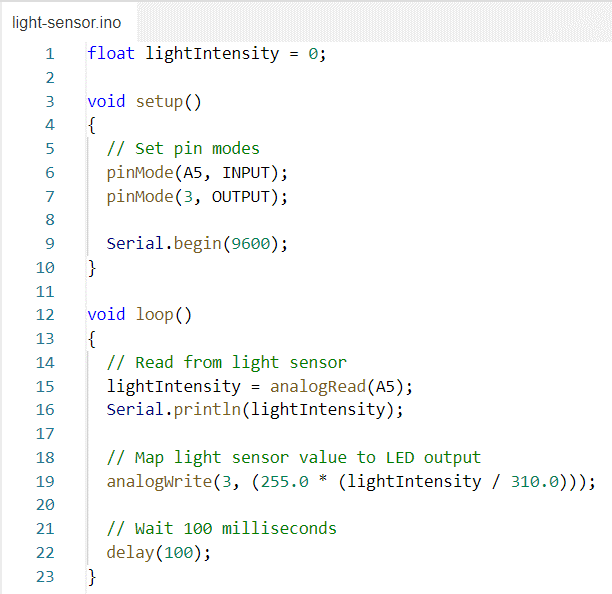 light-sensor.ino
1 float lightIntensity = 0;
2
3 void setup()
4 {
5 // Set pin modes
6 pinMode(A5, INPUT);
7 pinMode(3, OUTPUT);
8
9 Serial.begin(9600);
10 }
11
12 void loop()
13 {
14 // Read from light sensor
15 lightIntensity = analogRead(A5);
16 Serial.println(lightIntensity);
17
18 // Map light sensor value to LED output
19 analogWrite(3, (255.0 * (lightIntensity / 310.0)));
20
21 // Wait 100 milliseconds
22 delay(100);
23 }